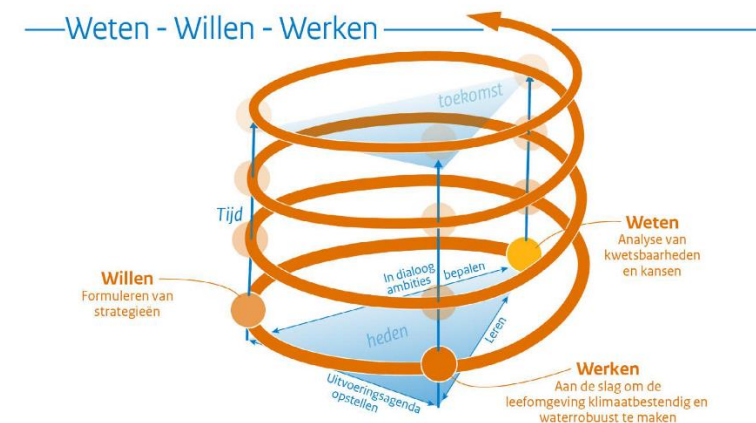 Weten - Willen - Werken
toekomst
Tijd
Weten
Analyse van
kwetsbaarheden
en kansen
In dialoog
ambities
bepalen
Willen
Formuleren van
strategieën
heden
Leren
Uitvoeringsagenda
opstellen
Werken
Aan de slag om de
leefomgeving klimaatbestendig en
waterrobuust te maken